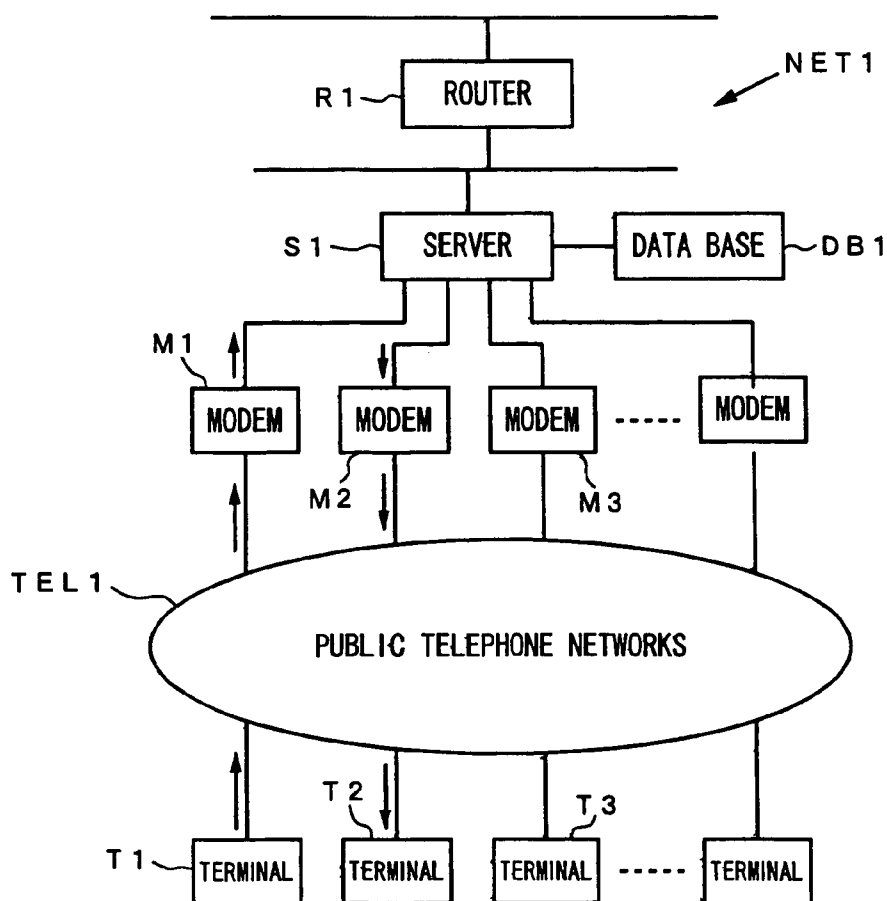 NET1
R1
ROUTER
S1
SERVER
DATA BASE
DB1
M1
MODEM
MODEM
MODEM
MODEM
M2
M3
TEL1
PUBLIC TELEPHONE NETWORKS
T2
T3
T1
TERMINAL
TERMINAL
TERMINAL
TERMINAL